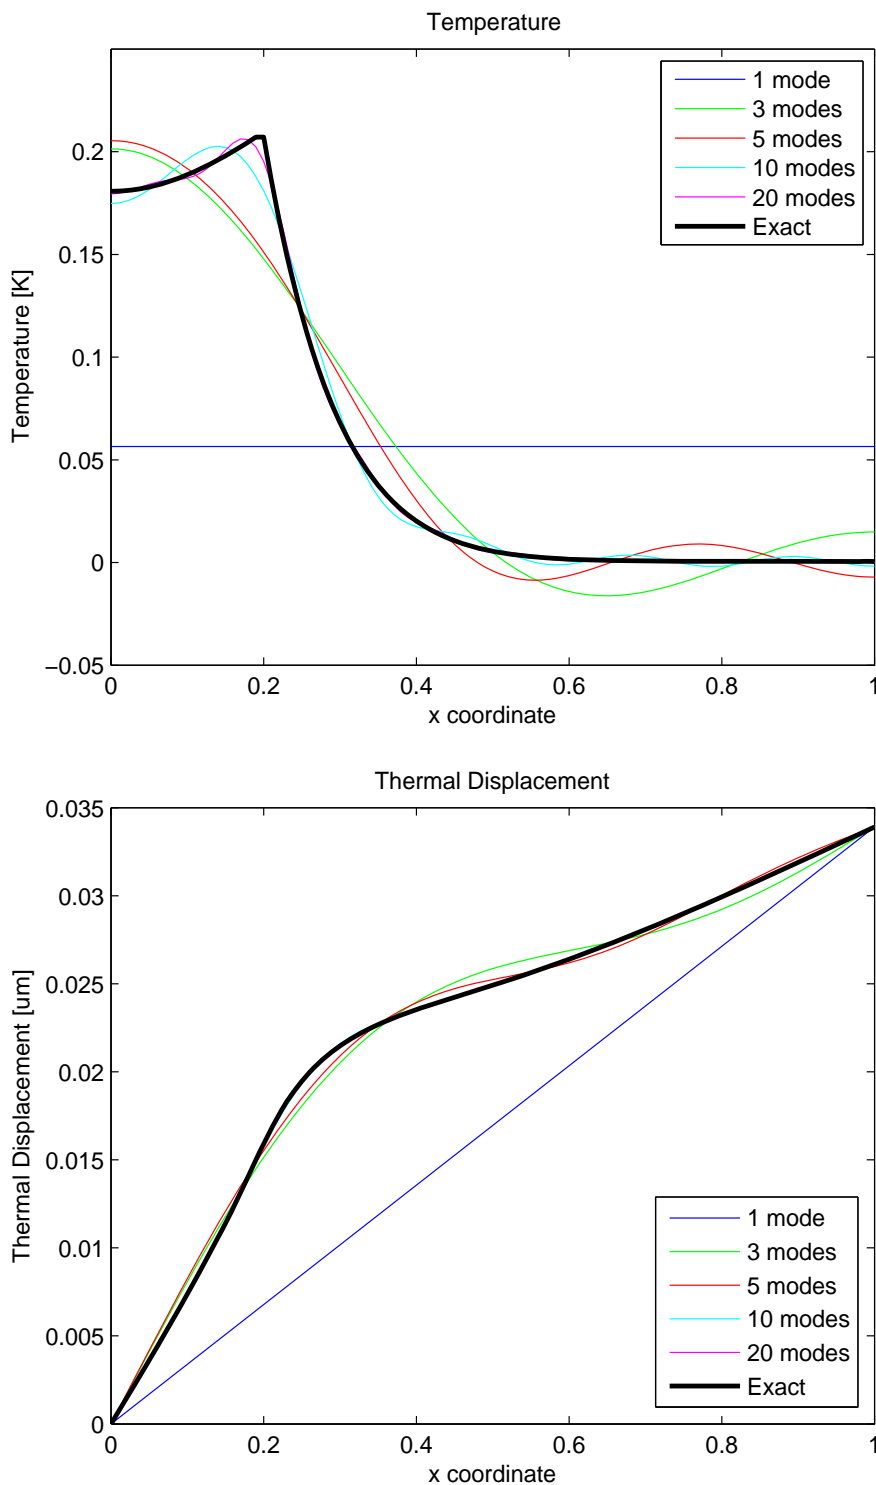 Temperature
1 mode
3 modes
5 modes
10 modes
20 modes
Exact
Temperature [K]
0.2
0.15
0.1
0.05
0
−0.05
0 0.2 0.4 0.6 0.8 1
x coordinate
Thermal Displacement
Thermal Displacement [um]
0.035
0.03
0.025
0.02
0.015
0.01
0.005
0
1 mode
3 modes
5 modes
10 modes
20 modes
Exact
0 0.2 0.4 0.6 0.8 1
x coordinate